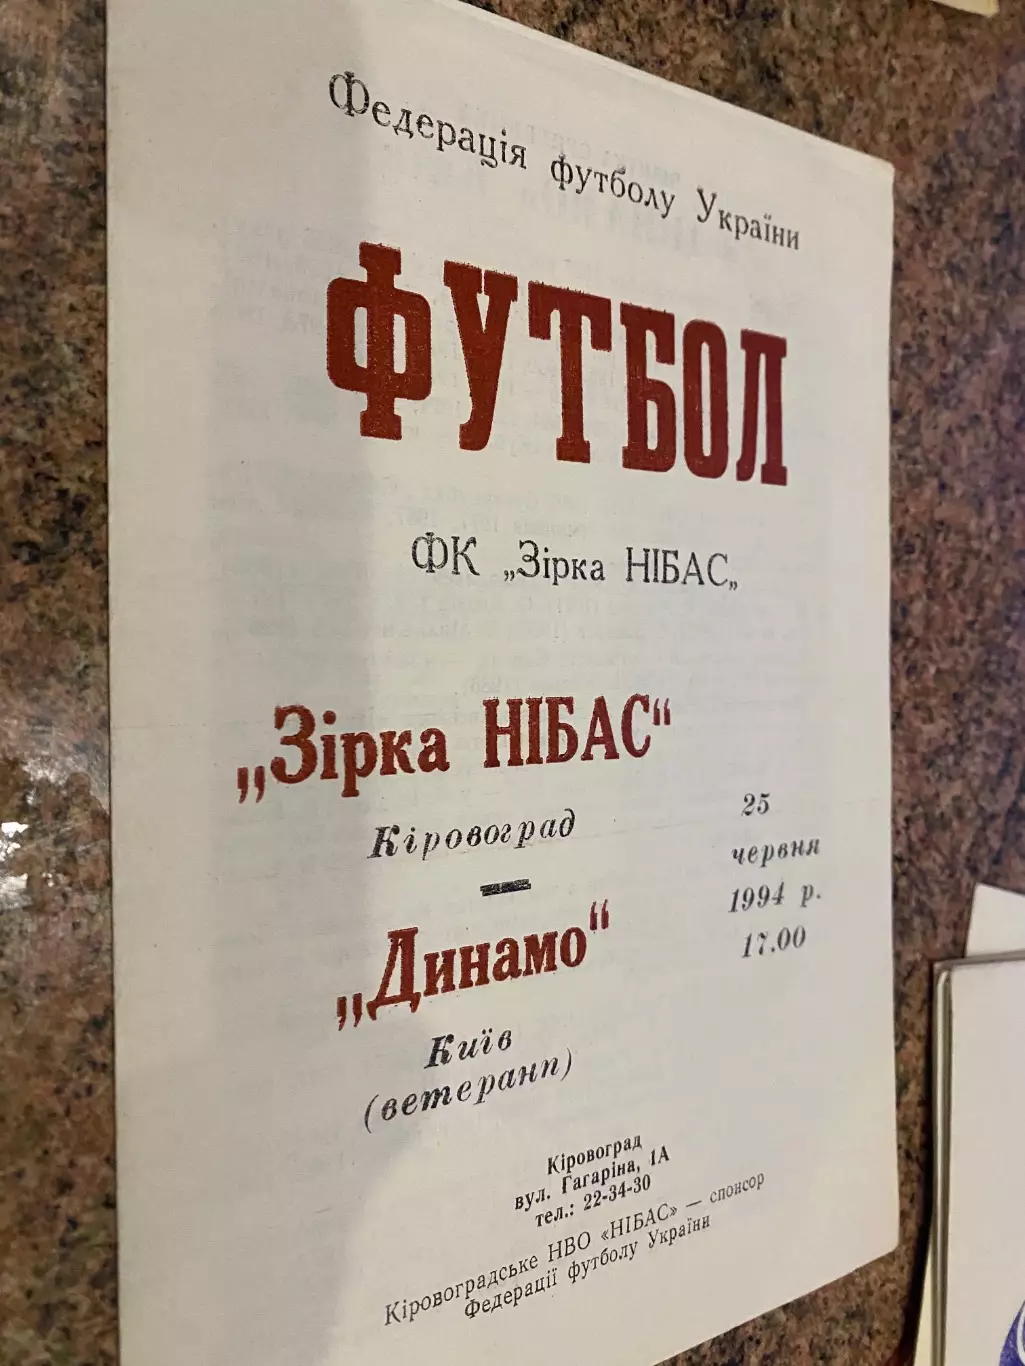 Федерація футболу України
ФУТБОЛ
ФК „Зірка НІБАС„
„Зірка НІБАС“
Кіровоград
—
„Динамо“
Київ
(ветерани)
25
червня
1994 р.
17.00
Кіровоград
вул. Гагаріна, 1А
тел.: 22-34-30
Кіровоградське НВО «НІБАС» — спонсор
Федерації футболу України